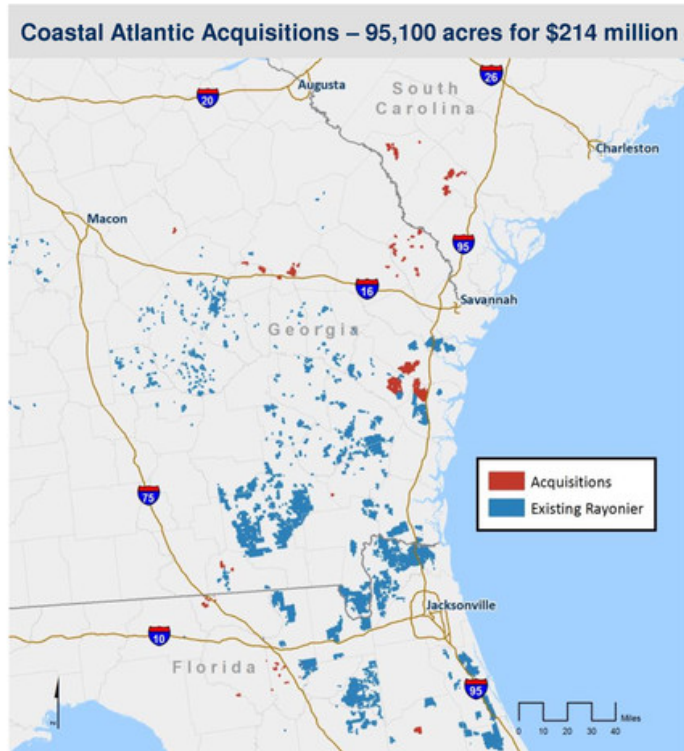 Coastal Atlantic Acquisitions – 95,100 acres for $214 million
South
Carolina
26
20
Augusta
Charleston
Macon
95
16
Savannah
Georgia
Acquisitions
Existing Rayonier
75
Jacksonville
10
Florida
95
N
0 10 20 30 40
Miles